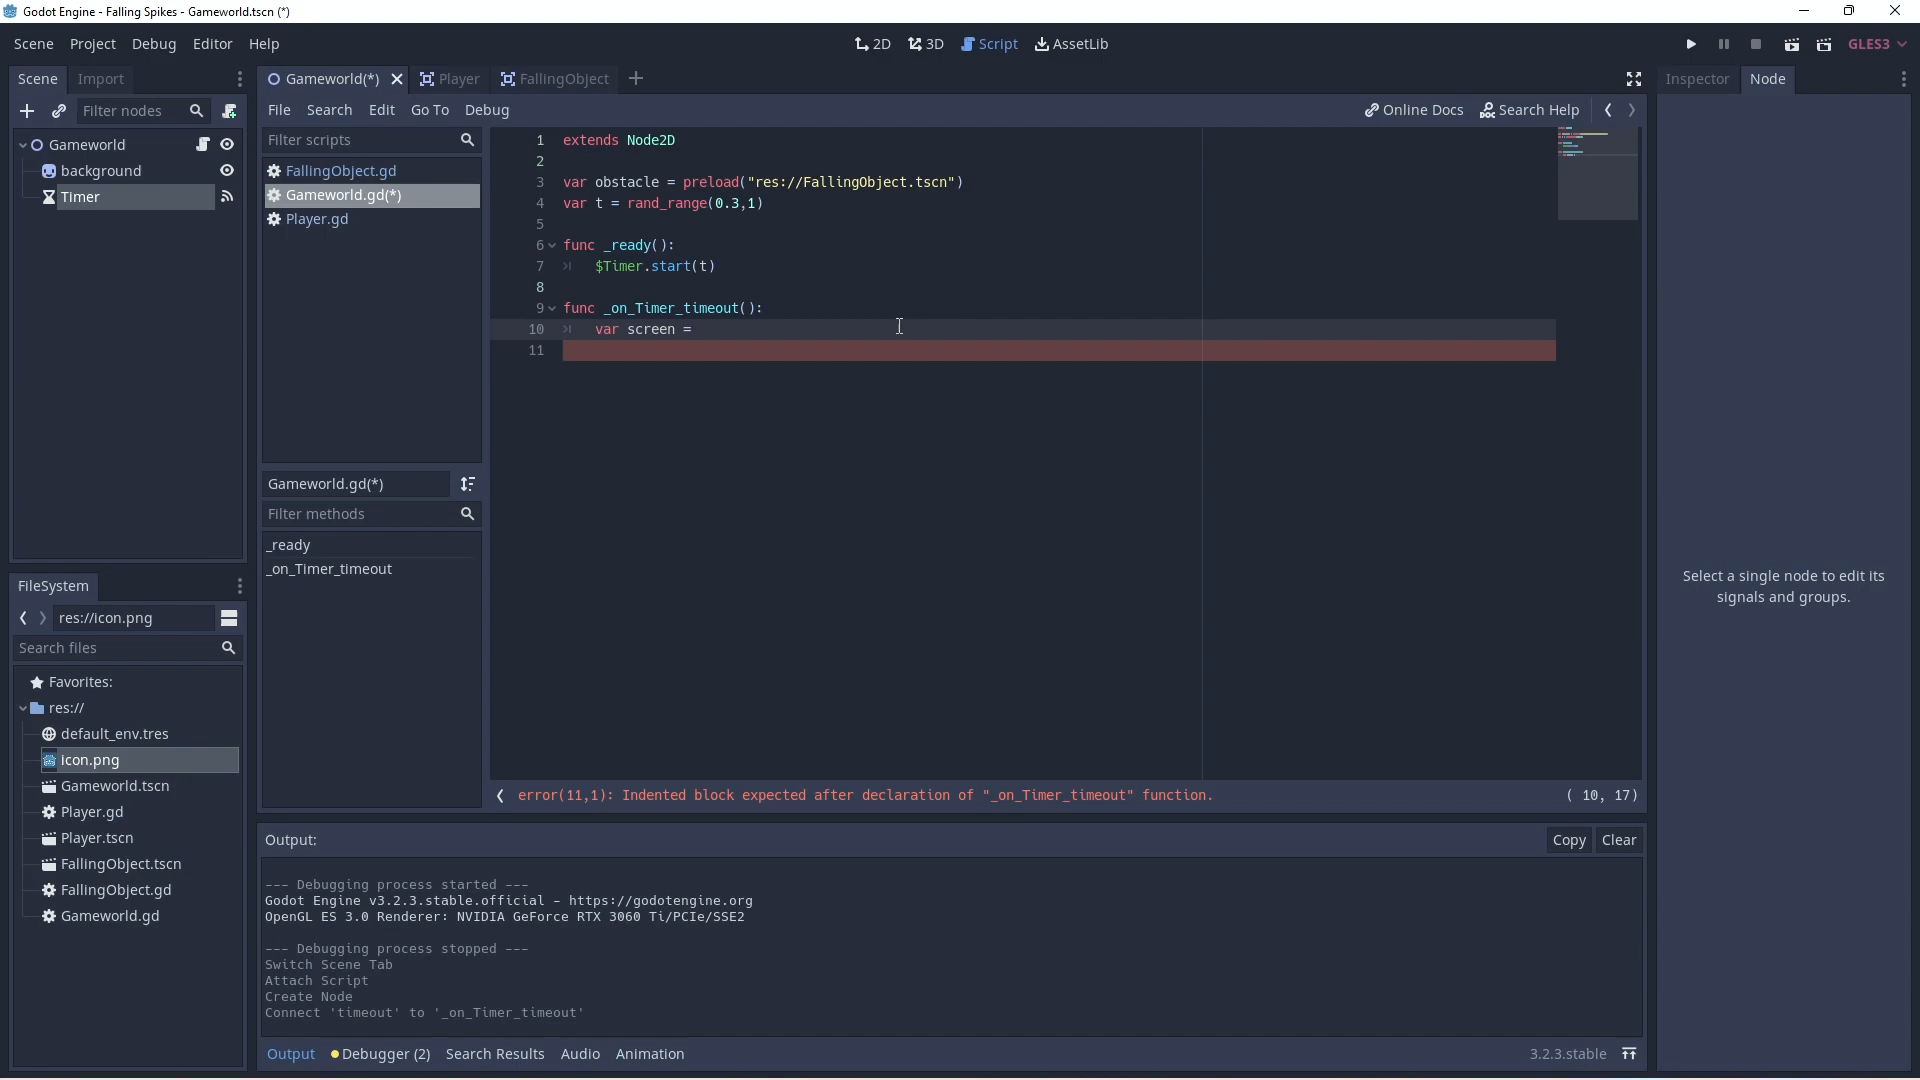 Godot Engine - Falling Spikes - Gameworld.tscn (*)
Scene Project Debug Editor Help
2D 3D Script AssetLib
GLES3
Scene Import
Gameworld(*) Player FallingObject
Inspector Node
Filter nodes
File Search Edit Go To Debug
Online Docs Search Help
Gameworld
background
Timer
Filter scripts
FallingObject.gd
Gameworld.gd(*)
Player.gd
Gameworld.gd(*)
Filter methods
_ready
_on_Timer_timeout
1 extends Node2D
2
3 var obstacle = preload("res://FallingObject.tscn")
4 var t = rand_range(0.3,1)
5
6 func _ready():
7 $Timer.start(t)
8
9 func _on_Timer_timeout():
10 var screen =
11
error(11,1): Indented block expected after declaration of "_on_Timer_timeout" function.
( 10, 17)
Select a single node to edit its
signals and groups.
FileSystem
res://icon.png
Search files
Favorites:
res://
default_env.tres
icon.png
Gameworld.tscn
Player.gd
Player.tscn
FallingObject.tscn
FallingObject.gd
Gameworld.gd
Output:
Copy Clear
--- Debugging process started ---
Godot Engine v3.2.3.stable.official - https://godotengine.org
OpenGL ES 3.0 Renderer: NVIDIA GeForce RTX 3060 Ti/PCIe/SSE2
--- Debugging process stopped ---
Switch Scene Tab
Attach Script
Create Node
Connect 'timeout' to '_on_Timer_timeout'
Output Debugger (2) Search Results Audio Animation
3.2.3.stable